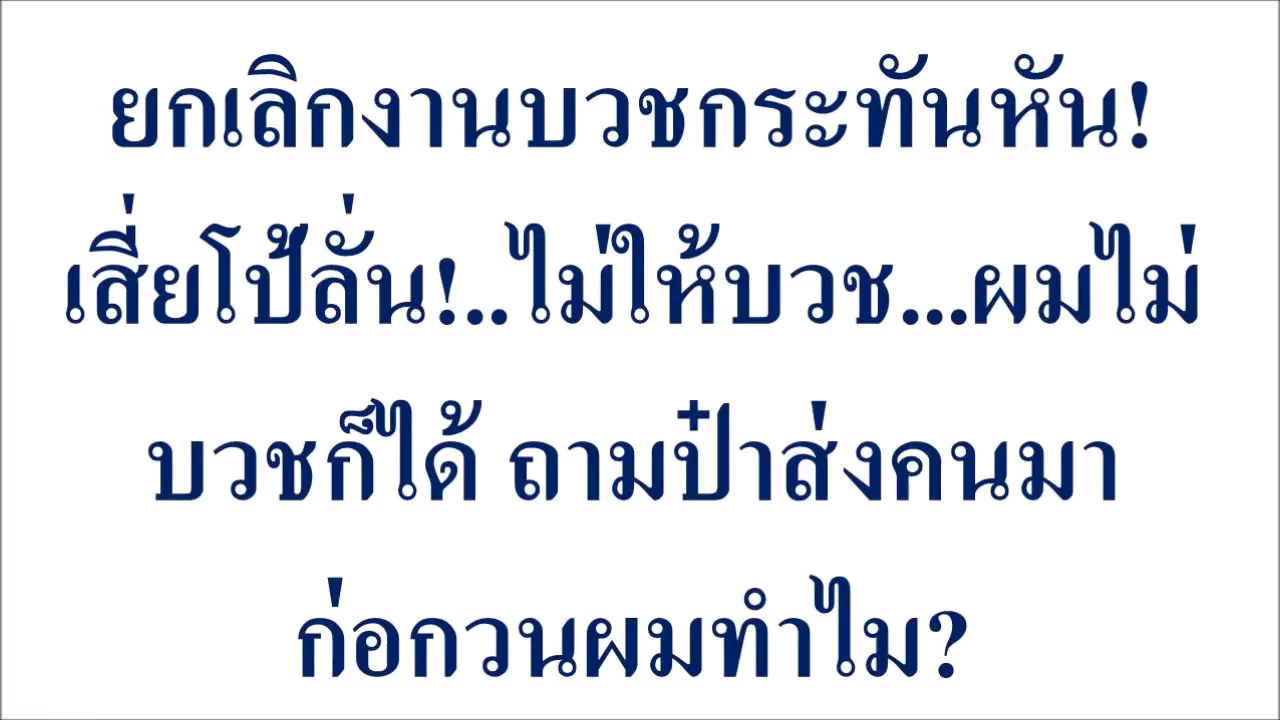 ยกเลิกงานบวชกระทันหัน!
เสี่ยโป้ลั่น!..ไม่ให้บวช...ผมไม่
บวชก็ได้ ถามป๋าส่งคนมา
ก่อกวนผมทำไม?